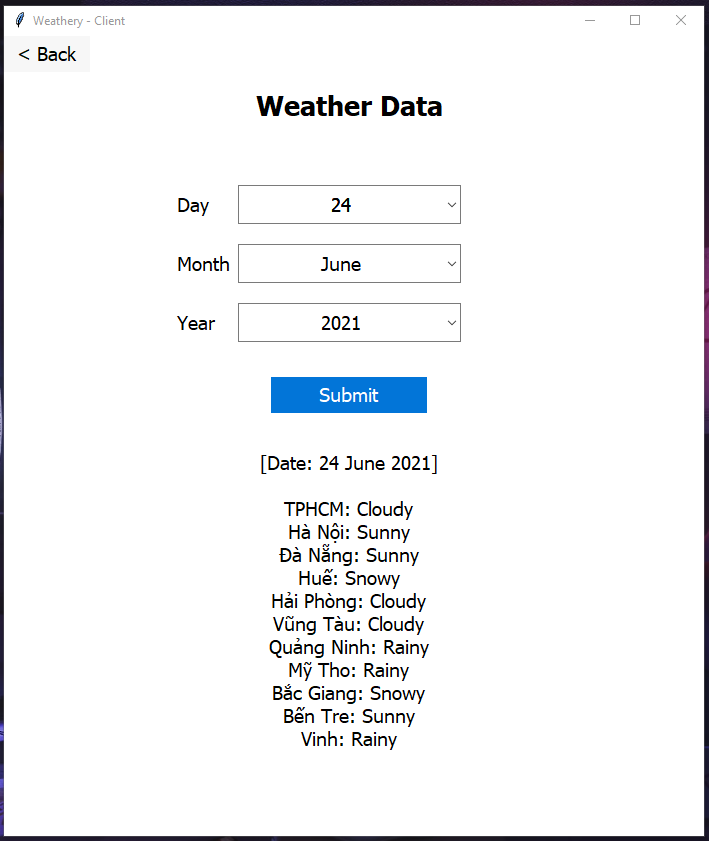 Weathery - Client
< Back
Weather Data
Day 24
Month June
Year 2021
Submit
[Date: 24 June 2021]
TPHCM: Cloudy
Hà Nội: Sunny
Đà Nẵng: Sunny
Huế: Snowy
Hải Phòng: Cloudy
Vũng Tàu: Cloudy
Quảng Ninh: Rainy
Mỹ Tho: Rainy
Bắc Giang: Snowy
Bến Tre: Sunny
Vinh: Rainy